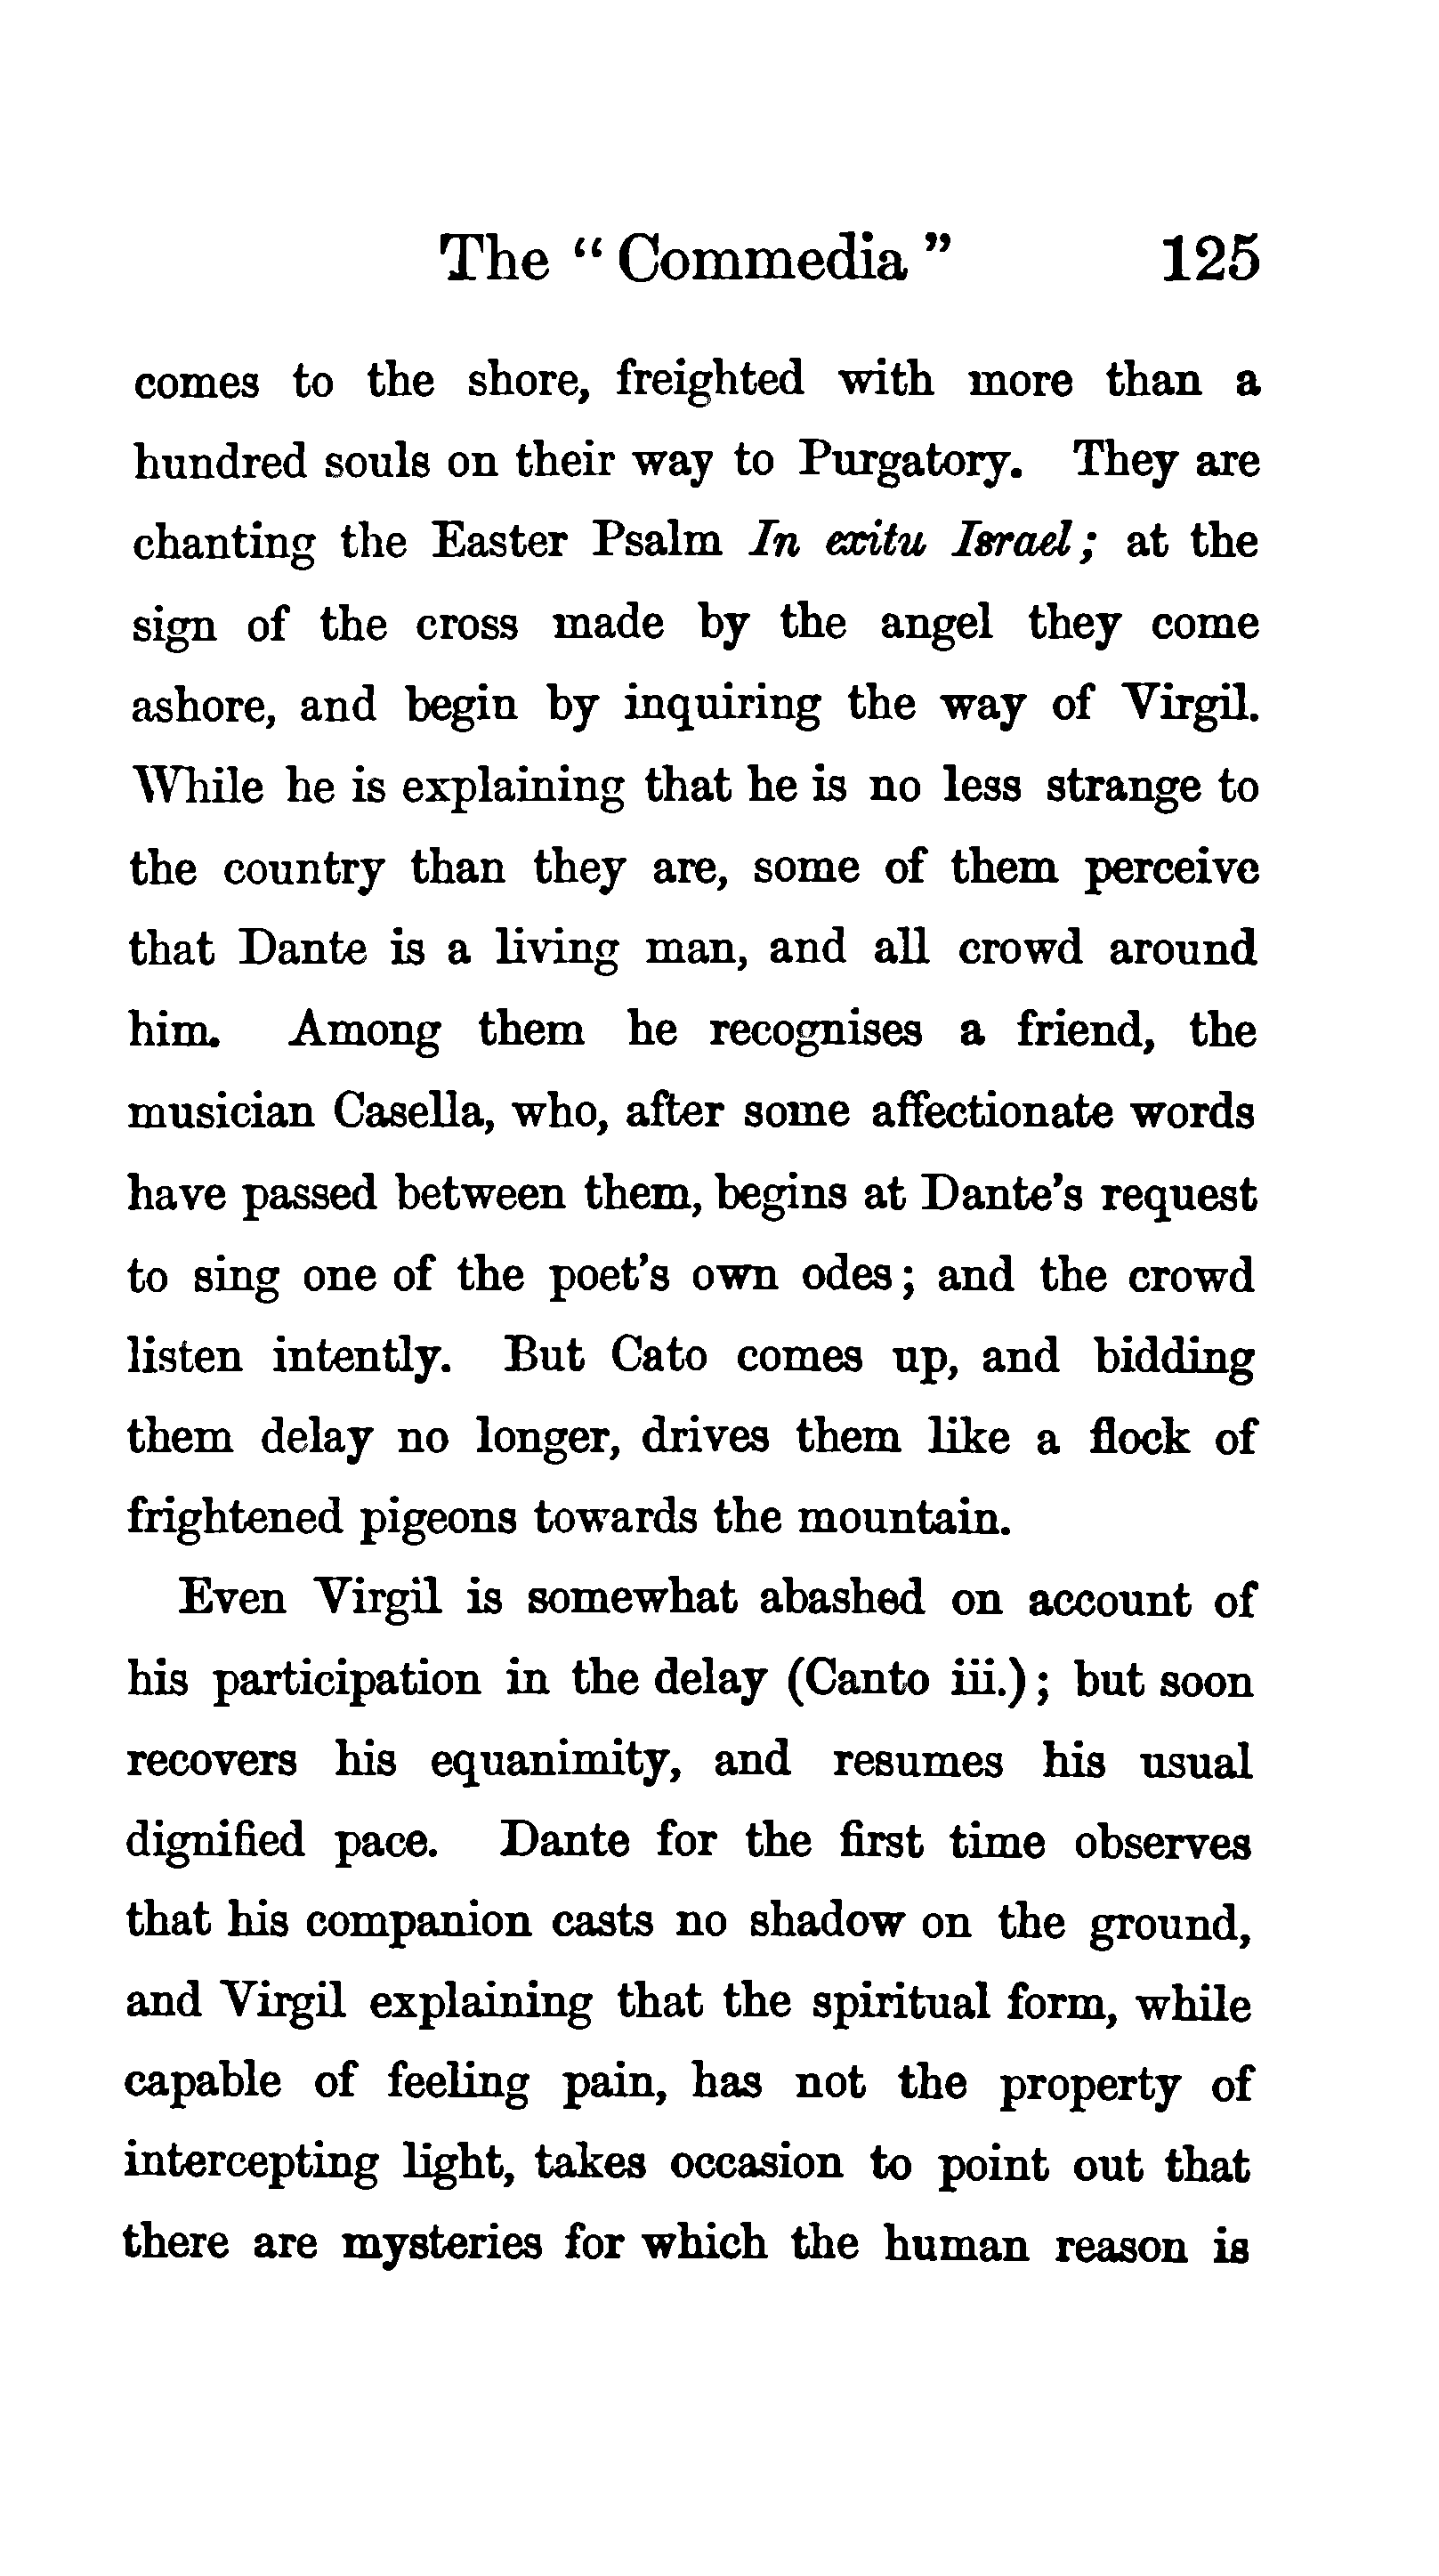 The “ Commedia ” 125
comes to the shore, freighted with more than a
hundred souls on their way to Purgatory. They are
chanting the Easter Psalm In exitu Israel; at the
sign of the cross made by the angel they come
ashore, and begin by inquiring the way of Virgil.
While he is explaining that he is no less strange to
the country than they are, some of them perceive
that Dante is a living man, and all crowd around
him. Among them he recognises a friend, the
musician Casella, who, after some affectionate words
have passed between them, begins at Dante's request
to sing one of the poet's own odes; and the crowd
listen intently. But Cato comes up, and bidding
them delay no longer, drives them like a flock of
frightened pigeons towards the mountain.
Even Virgil is somewhat abashed on account of
his participation in the delay (Canto iii.); but soon
recovers his equanimity, and resumes his usual
dignified pace. Dante for the first time observes
that his companion casts no shadow on the ground,
and Virgil explaining that the spiritual form, while
capable of feeling pain, has not the property of
intercepting light, takes occasion to point out that
there are mysteries for which the human reason is